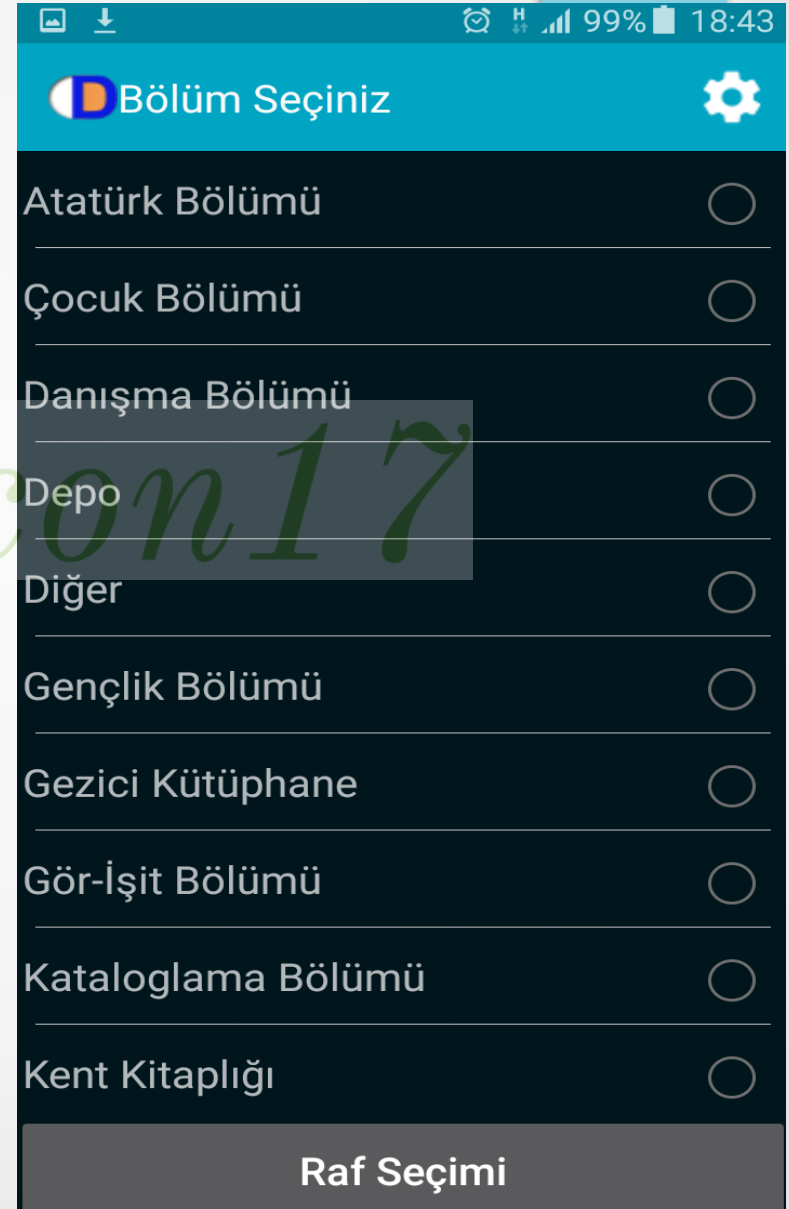 99% 18:43
Bölüm Seçiniz
Atatürk Bölümü
Çocuk Bölümü
Danışma Bölümü
Depo
con17
Diğer
Gençlik Bölümü
Gezici Kütüphane
Gör-İşit Bölümü
Kataloglama Bölümü
Kent Kitaplığı
Raf Seçimi